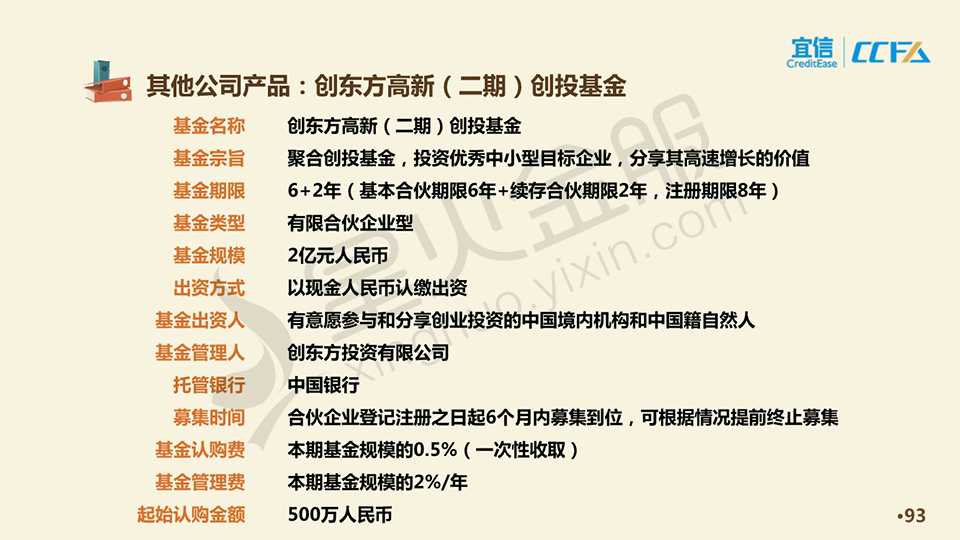 宜信
CreditEase
CCFA
其他公司产品：创东方高新（二期）创投基金
基金名称 创东方高新（二期）创投基金
基金宗旨 聚合创投基金，投资优秀中小型目标企业，分享其高速增长的价值
基金期限 6+2年（基本合伙期限6年+续存合伙期限2年，注册期限8年）
基金类型 有限合伙企业型
基金规模 2亿元人民币
出资方式 以现金人民币认缴出资
基金出资人 有意愿参与和分享创业投资的中国境内机构和中国籍自然人
基金管理人 创东方投资有限公司
托管银行 中国银行
募集时间 合伙企业登记注册之日起6个月内募集到位，可根据情况提前终止募集
基金认购费 本期基金规模的0.5%（一次性收取）
基金管理费 本期基金规模的2%/年
起始认购金额 500万人民币
•93
星火金服
xinghuo.yixin.com